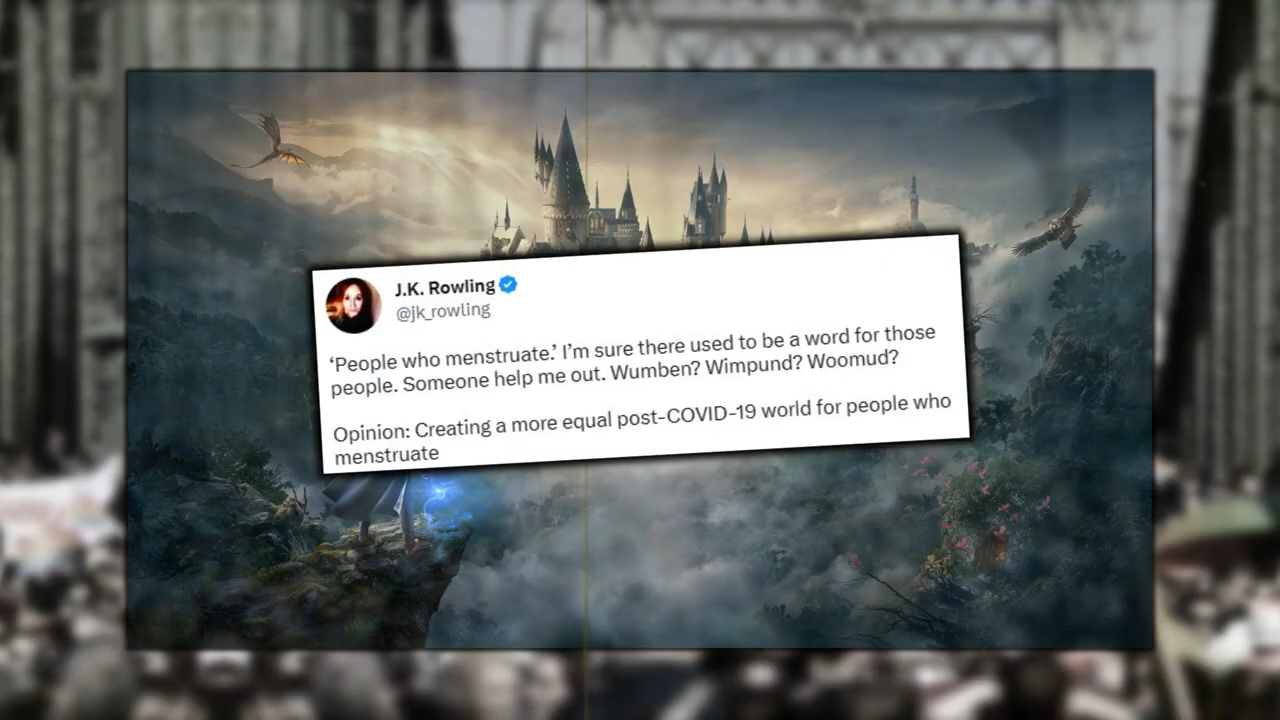 J.K. Rowling
@jk_rowling
‘People who menstruate.’ I’m sure there used to be a word for those
people. Someone help me out. Wumben? Wimpund? Woomud?
Opinion: Creating a more equal post-COVID-19 world for people who
menstruate